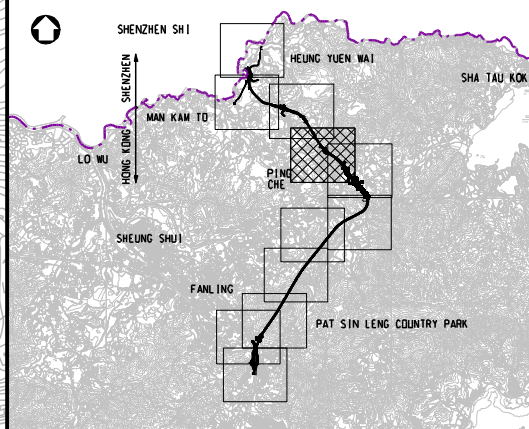 SHENZHEN SHI
HEUNG YUEN WAI
SHA TAU KOK
SHENZHEN
HONG KONG
MAN KAM TO
LO WU
PING
CHE
SHEUNG SHUI
FANLING
PAT SIN LENG COUNTRY PARK